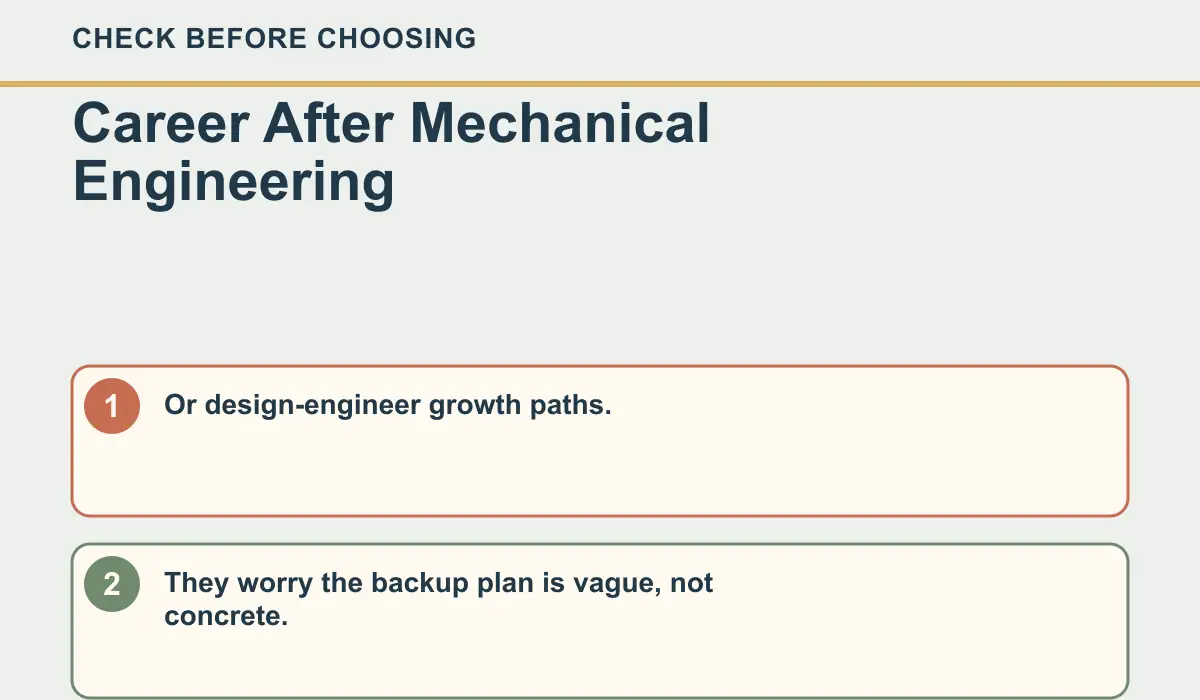 CHECK BEFORE CHOOSING
Career After Mechanical
Engineering
1
Or design-engineer growth paths.
2
They worry the backup plan is vague, not
concrete.